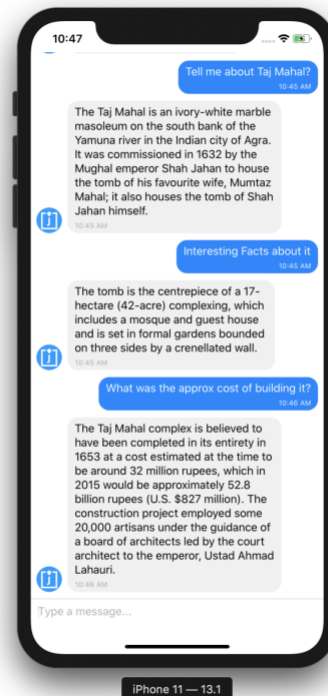 10:47
Tell me about Taj Mahal?
10:45 AM
The Taj Mahal is an ivory-white marble
masoleum on the south bank of the
Yamuna river in the Indian city of Agra.
It was commissioned in 1632 by the
Mughal emperor Shah Jahan to house
the tomb of his favourite wife, Mumtaz
Mahal; it also houses the tomb of Shah
Jahan himself.
10:45 AM
Interesting Facts about it
10:45 AM
The tomb is the centrepiece of a 17-
hectare (42-acre) complexing, which
includes a mosque and guest house
and is set in formal gardens bounded
on three sides by a crenellated wall.
10:45 AM
What was the approx cost of building it?
10:46 AM
The Taj Mahal complex is believed to
have been completed in its entirety in
1653 at a cost estimated at the time to
be around 32 million rupees, which in
2015 would be approximately 52.8
billion rupees (U.S. $827 million). The
construction project employed some
20,000 artisans under the guidance of
a board of architects led by the court
architect to the emperor, Ustad Ahmad
Lahauri.
10:46 AM
Type a message...
iPhone 11 — 13.1